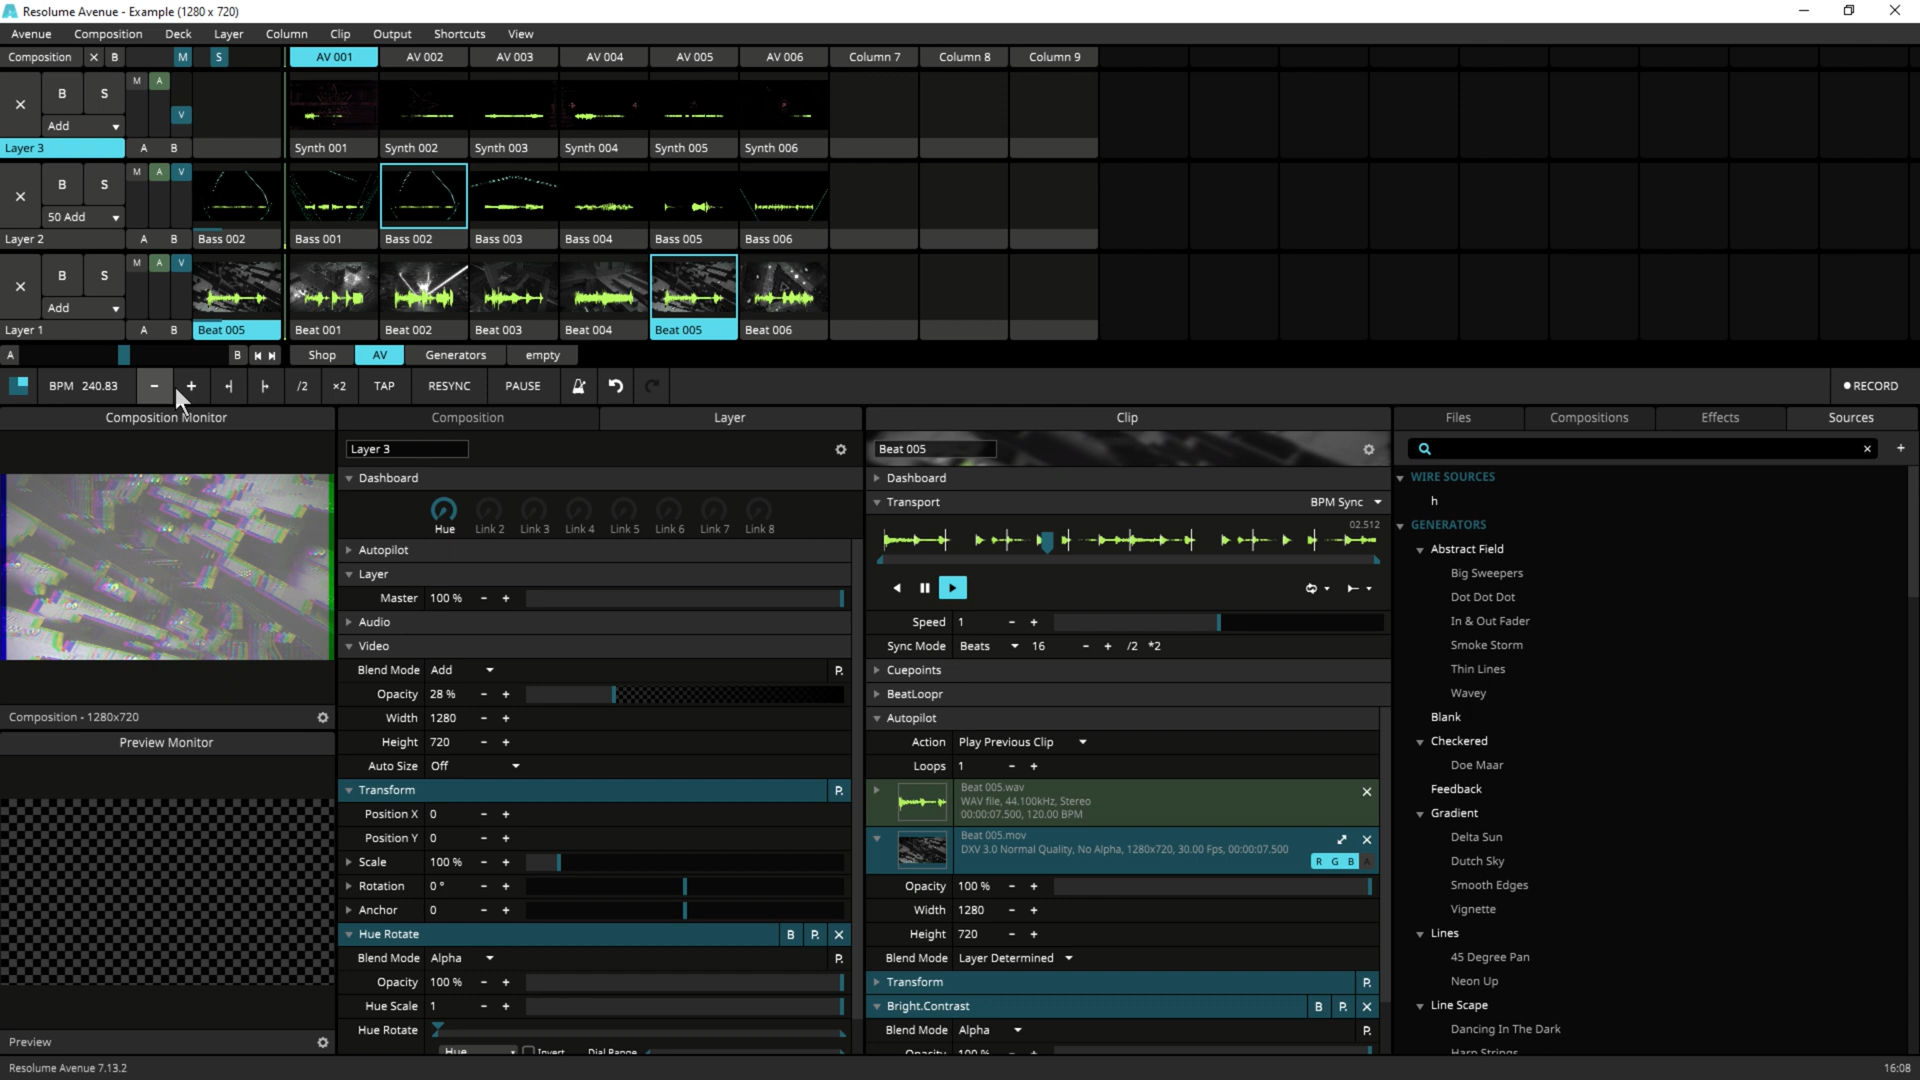 Resolume Avenue - Example (1280 x 720)
Avenue Composition Deck Layer Column Clip Output Shortcuts View
Composition X B M S AV 001 AV 002 AV 003 AV 004 AV 005 AV 006 Column 7 Column 8 Column 9
B S M A
Add V
Layer 3 A B Synth 001 Synth 002 Synth 003 Synth 004 Synth 005 Synth 006
B S M A V
50 Add
Layer 2 A B Bass 002 Bass 001 Bass 002 Bass 003 Bass 004 Bass 005 Bass 006
B S M A V
Add
Layer 1 A B Beat 005 Beat 001 Beat 002 Beat 003 Beat 004 Beat 005 Beat 006
A B Shop AV Generators empty
BPM 240.83 - + /2 ×2 TAP RESYNC PAUSE RECORD
Composition Monitor Composition Layer Clip Files Compositions Effects Sources
Layer 3
Dashboard
Hue Link 2 Link 3 Link 4 Link 5 Link 6 Link 7 Link 8
Autopilot
Layer
Master 100 % - +
Audio
Video
Blend Mode Add P.
Opacity 28 % - +
Width 1280 - +
Height 720 - +
Auto Size Off
Transform P.
Position X 0 - +
Position Y 0 - +
Scale 100 % - +
Rotation 0 ° - +
Anchor 0 - +
Hue Rotate B P. X
Blend Mode Alpha P.
Opacity 100 % - +
Hue Scale 1 - +
Hue Rotate
Hue Invert Dial Range
Composition - 1280x720
Preview Monitor
Preview
Beat 005
Dashboard
Transport BPM Sync
02.512
Speed 1 - +
Sync Mode Beats 16 - + /2 *2
Cuepoints
BeatLoopr
Autopilot
Action Play Previous Clip
Loops 1 - +
Beat 005.wav
WAV file, 44.100kHz, Stereo
00:00:07.500, 120.00 BPM
Beat 005.mov
DXV 3.0 Normal Quality, No Alpha, 1280x720, 30.00 Fps, 00:00:07.500
R G B A
Opacity 100 % - +
Width 1280 - +
Height 720 - +
Blend Mode Layer Determined
Transform P.
Bright.Contrast B P. X
Blend Mode Alpha P.
Opacity 100 % - +
WIRE SOURCES
h
GENERATORS
Abstract Field
Big Sweepers
Dot Dot Dot
In & Out Fader
Smoke Storm
Thin Lines
Wavey
Blank
Checkered
Doe Maar
Feedback
Gradient
Delta Sun
Dutch Sky
Smooth Edges
Vignette
Lines
45 Degree Pan
Neon Up
Line Scape
Dancing In The Dark
Harp Strings
Resolume Avenue 7.13.2 16:08